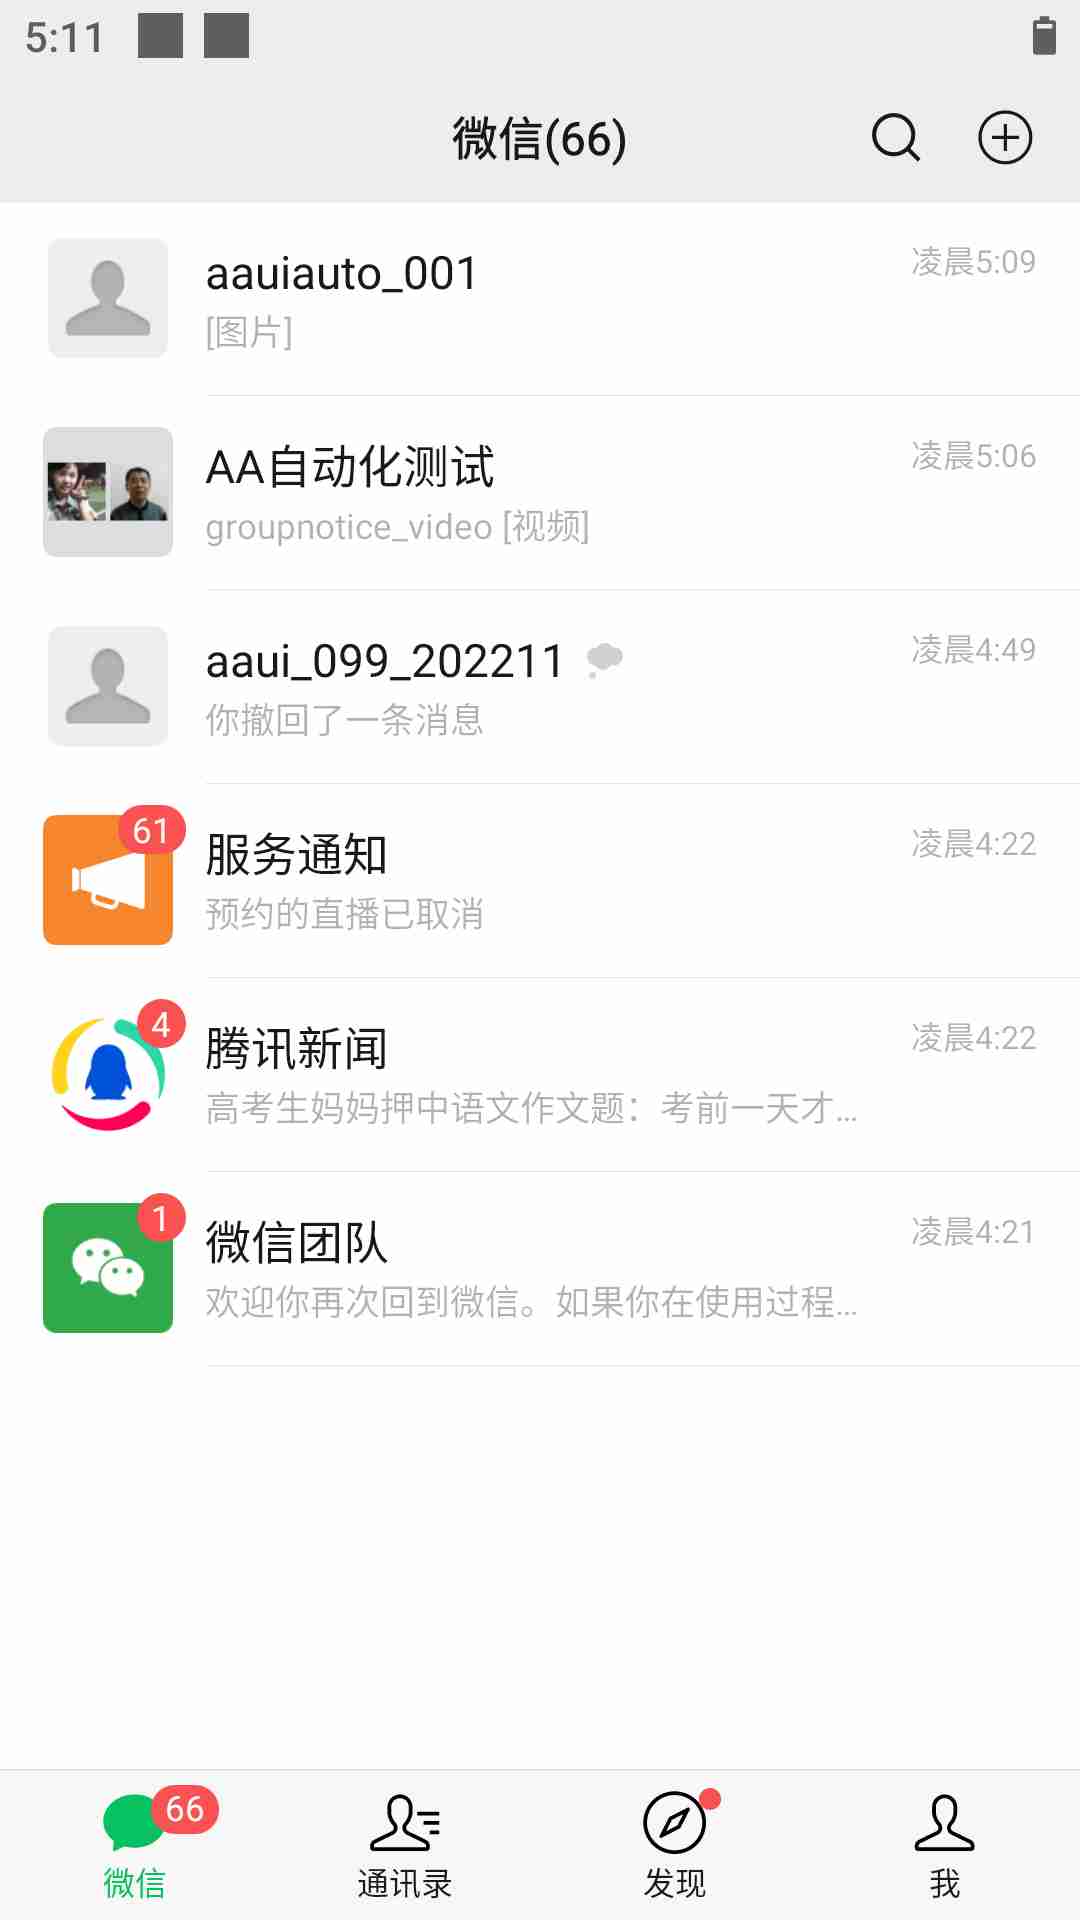 5:11
微信(66)
aauiauto_001
凌晨5:09
[图片]
AA自动化测试
凌晨5:06
groupnotice_video [视频]
aaui_099_202211
凌晨4:49
你撤回了一条消息
61
服务通知
凌晨4:22
预约的直播已取消
4
腾讯新闻
凌晨4:22
高考生妈妈押中语文作文题：考前一天才...
1
微信团队
凌晨4:21
欢迎你再次回到微信。如果你在使用过程...
66
微信
通讯录
发现
我